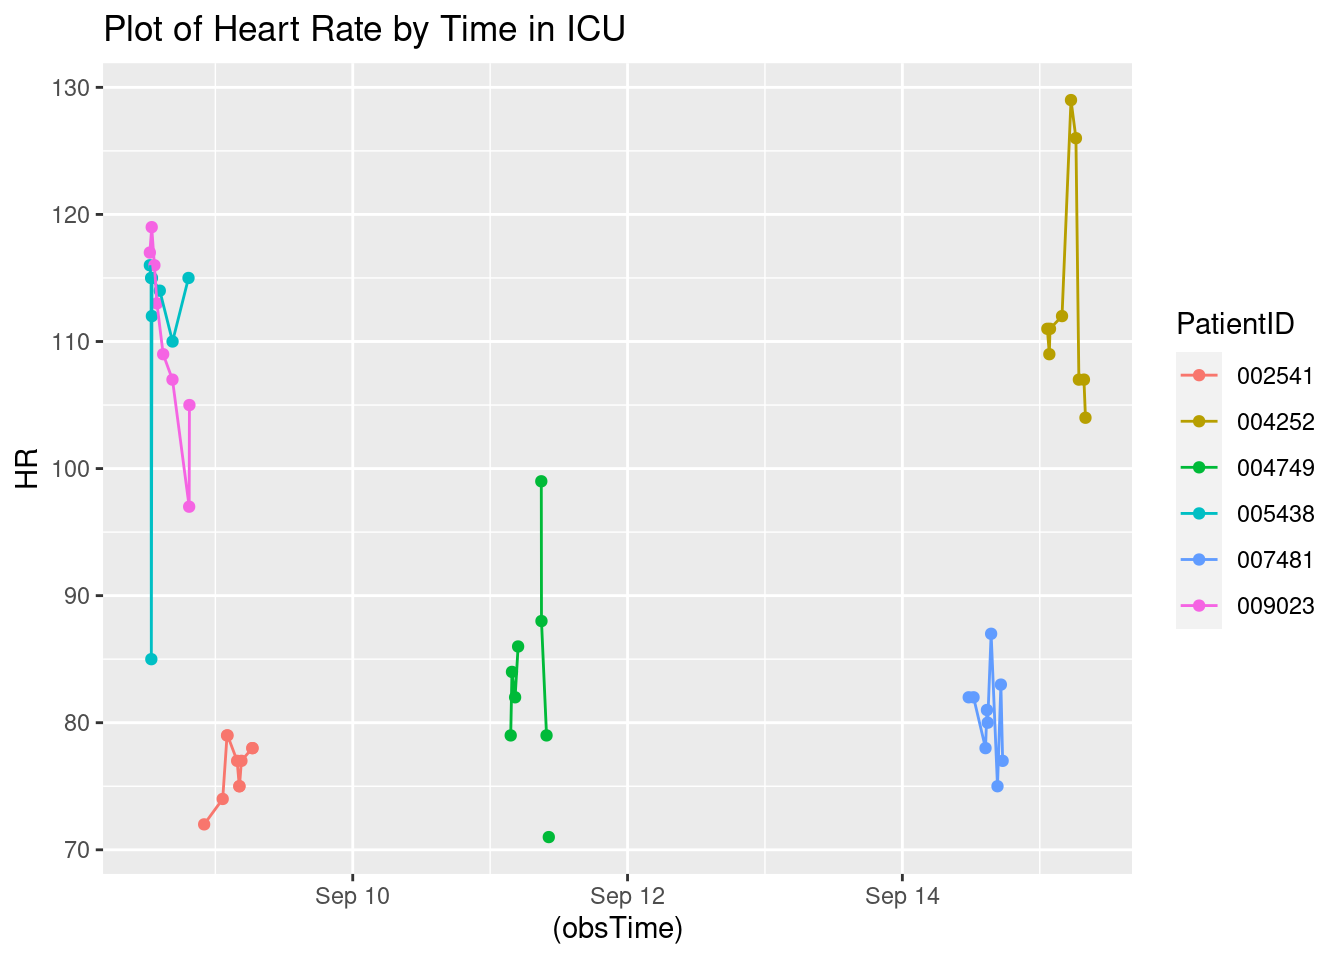 Plot of Heart Rate by Time in ICU
130
120
110
100
90
80
70
HR
Sep 10
Sep 12
Sep 14
(obsTime)
PatientID
002541
004252
004749
005438
007481
009023